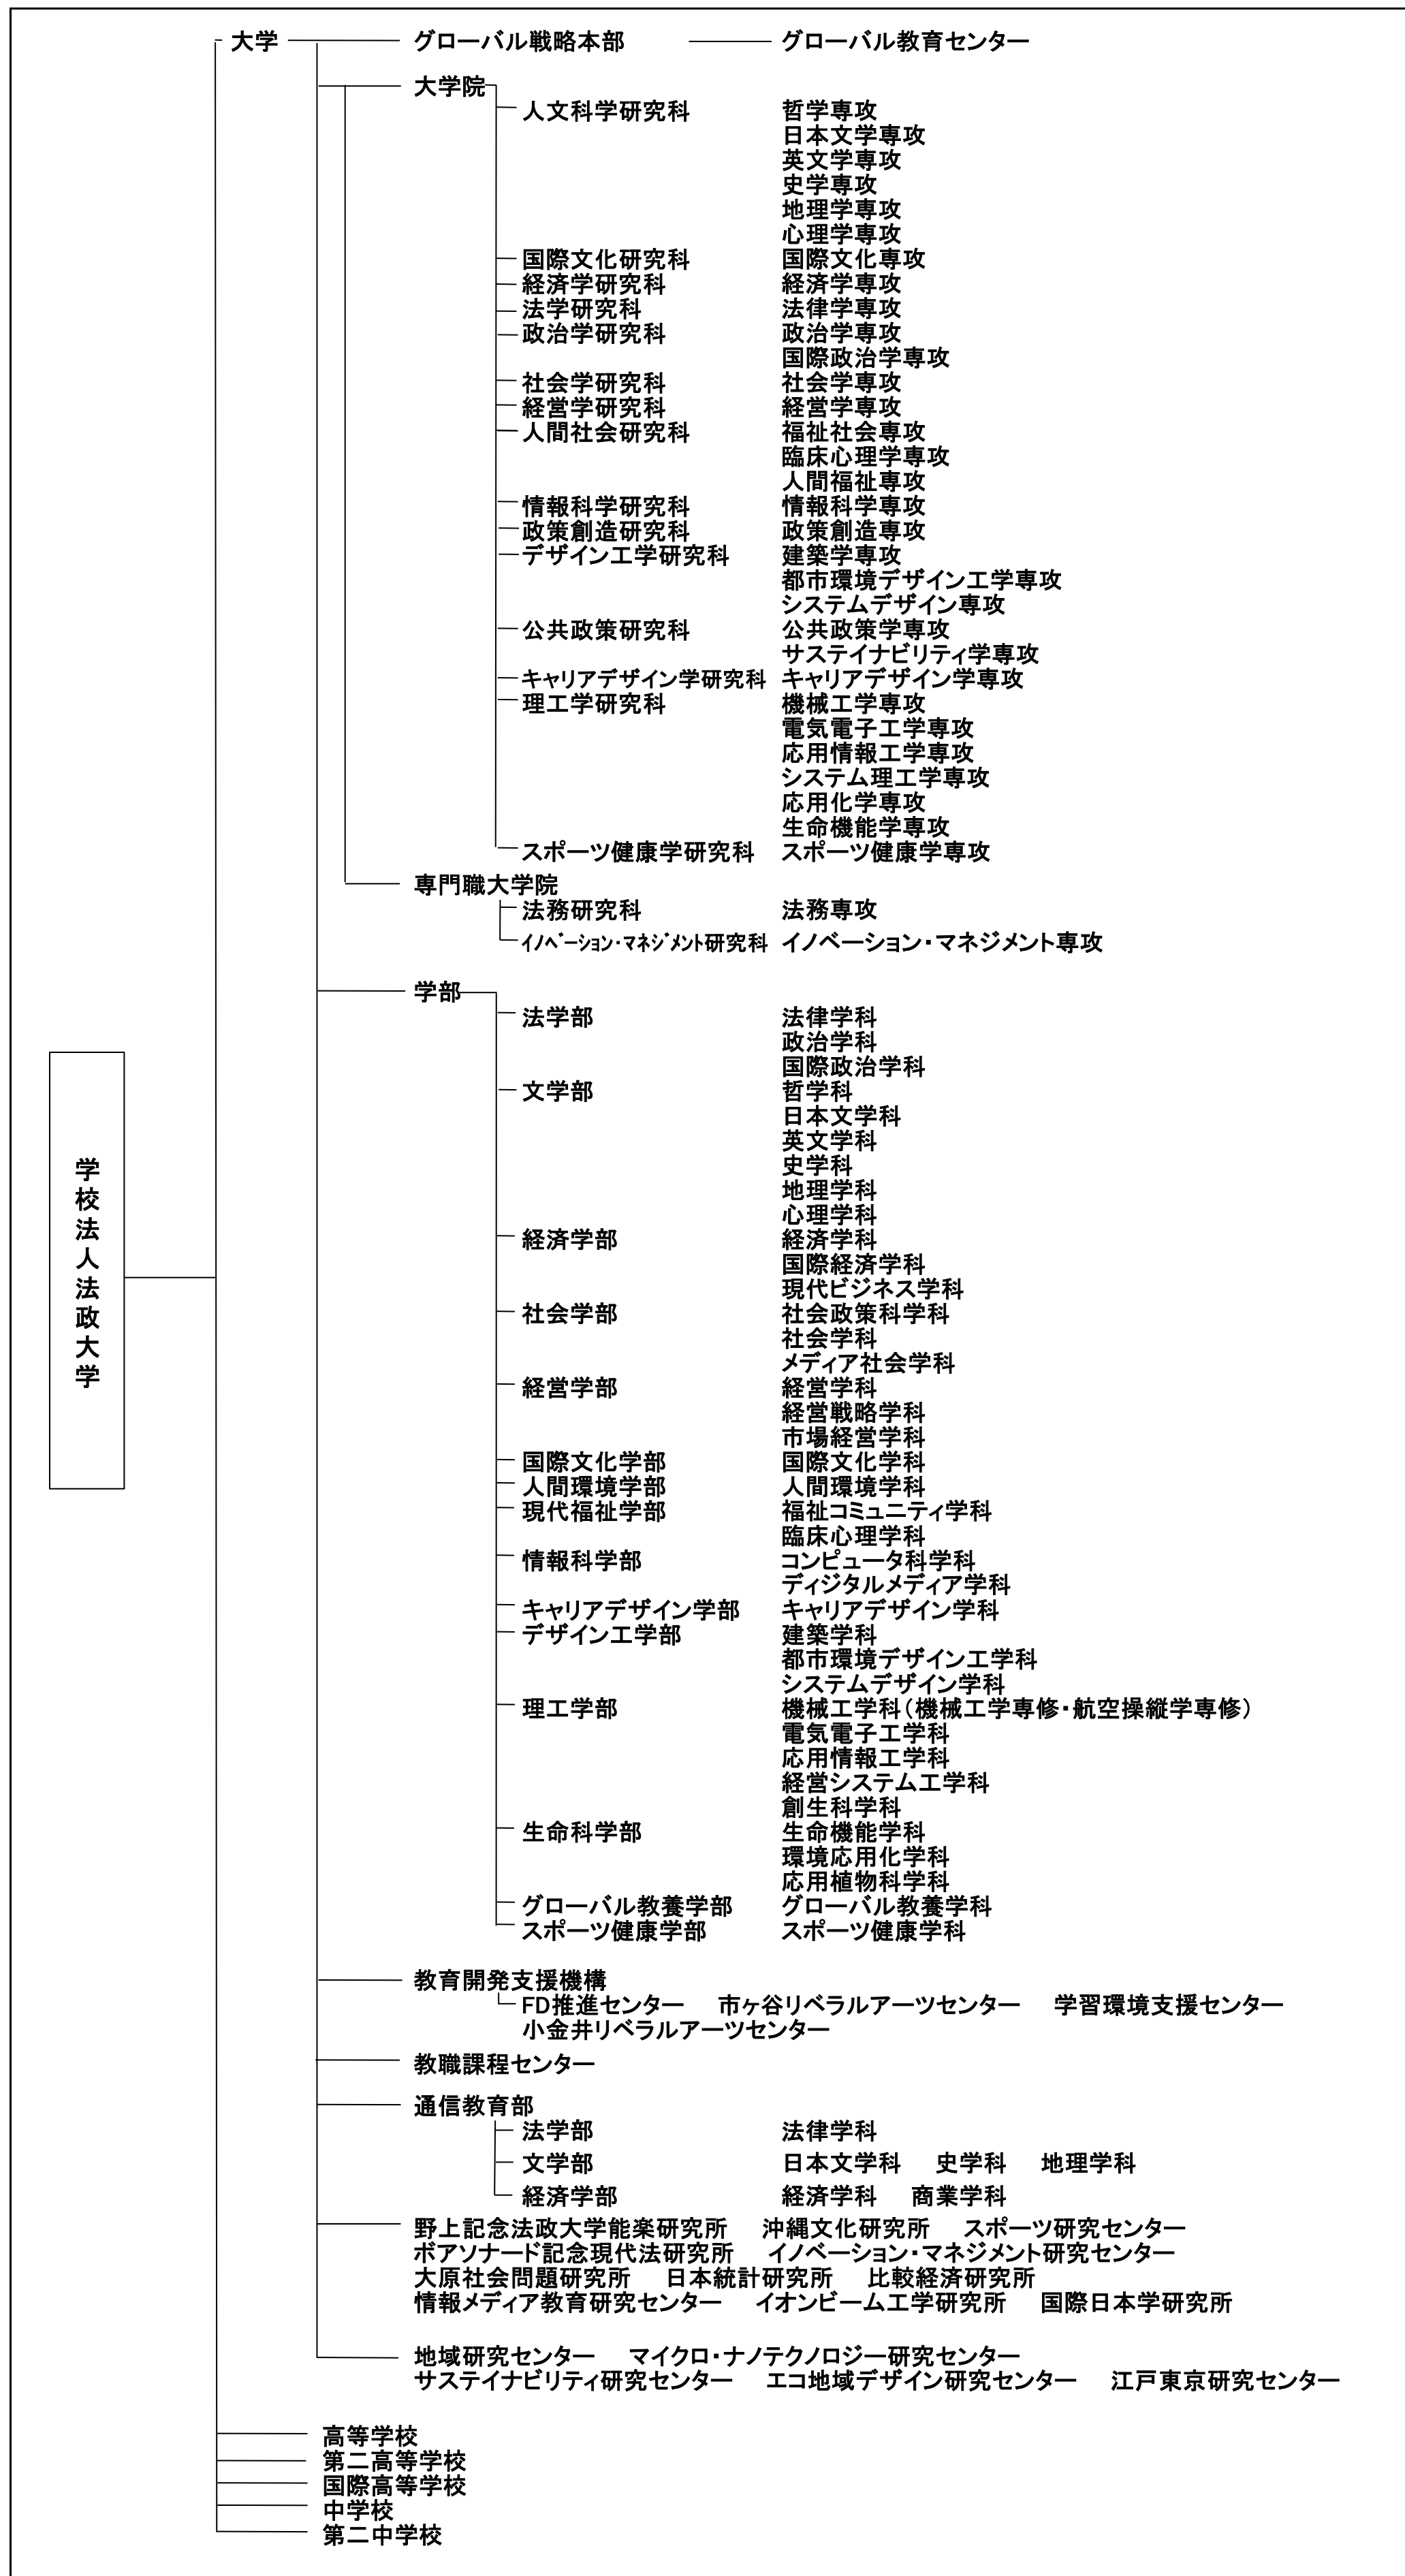 大学 グローバル戦略本部 グローバル教育センター
大学院
人文科学研究科 哲学専攻
日本文学専攻
英文学専攻
史学専攻
地理学専攻
心理学専攻
国際文化研究科 国際文化専攻
経済学研究科 経済学専攻
法学研究科 法律学専攻
政治学研究科 政治学専攻
国際政治学専攻
社会学研究科 社会学専攻
経営学研究科 経営学専攻
人間社会研究科 福祉社会専攻
臨床心理学専攻
人間福祉専攻
情報科学研究科 情報科学専攻
政策創造研究科 政策創造専攻
デザイン工学研究科 建築学専攻
都市環境デザイン工学専攻
システムデザイン専攻
公共政策研究科 公共政策学専攻
サステイナビリティ学専攻
キャリアデザイン学研究科 キャリアデザイン学専攻
理工学研究科 機械工学専攻
電気電子工学専攻
応用情報工学専攻
システム理工学専攻
応用化学専攻
生命機能学専攻
スポーツ健康学研究科 スポーツ健康学専攻
専門職大学院
法務研究科 法務専攻
ｲﾉﾍﾞｰｼｮﾝ・ﾏﾈｼﾞﾒﾝﾄ研究科 イノベーション・マネジメント専攻
学部
法学部 法律学科
政治学科
国際政治学科
文学部 哲学科
日本文学科
英文学科
史学科
地理学科
心理学科
経済学部 経済学科
国際経済学科
現代ビジネス学科
社会学部 社会政策科学科
社会学科
メディア社会学科
経営学部 経営学科
経営戦略学科
市場経営学科
国際文化学部 国際文化学科
人間環境学部 人間環境学科
現代福祉学部 福祉コミュニティ学科
臨床心理学科
情報科学部 コンピュータ科学科
ディジタルメディア学科
キャリアデザイン学部 キャリアデザイン学科
デザイン工学部 建築学科
都市環境デザイン工学科
システムデザイン学科
理工学部 機械工学科（機械工学専修・航空操縦学専修）
電気電子工学科
応用情報工学科
経営システム工学科
創生科学科
生命科学部 生命機能学科
環境応用化学科
応用植物科学科
グローバル教養学部 グローバル教養学科
スポーツ健康学部 スポーツ健康学科
学校法人法政大学
教育開発支援機構
FD推進センター 市ヶ谷リベラルアーツセンター 学習環境支援センター
小金井リベラルアーツセンター
教職課程センター
通信教育部
法学部 法律学科
文学部 日本文学科 史学科 地理学科
経済学部 経済学科 商業学科
野上記念法政大学能楽研究所 沖縄文化研究所 スポーツ研究センター
ボアソナード記念現代法研究所 イノベーション・マネジメント研究センター
大原社会問題研究所 日本統計研究所 比較経済研究所
情報メディア教育研究センター イオンビーム工学研究所 国際日本学研究所
地域研究センター マイクロ・ナノテクノロジー研究センター
サステイナビリティ研究センター エコ地域デザイン研究センター 江戸東京研究センター
高等学校
第二高等学校
国際高等学校
中学校
第二中学校